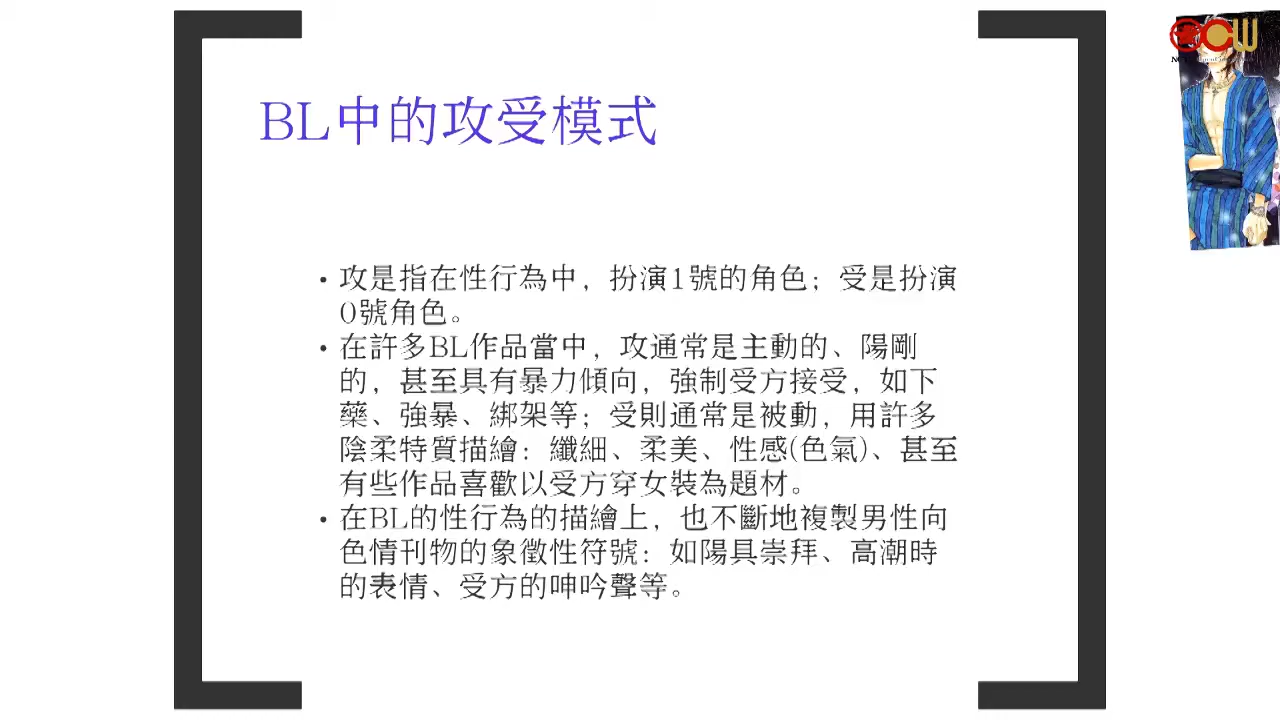 BL中的攻受模式
• 攻是指在性行為中，扮演1號的角色；受是扮演
0號角色。
• 在許多BL作品當中，攻通常是主動的、陽剛
的，甚至具有暴力傾向，強制受方接受，如下
藥、強暴、綁架等；受則通常是被動，用許多
陰柔特質描繪：纖細、柔美、性感(色氣)、甚至
有些作品喜歡以受方穿女裝為題材。
• 在BL的性行為的描繪上，也不斷地複製男性向
色情刊物的象徵性符號：如陽具崇拜、高潮時
的表情、受方的呻吟聲等。